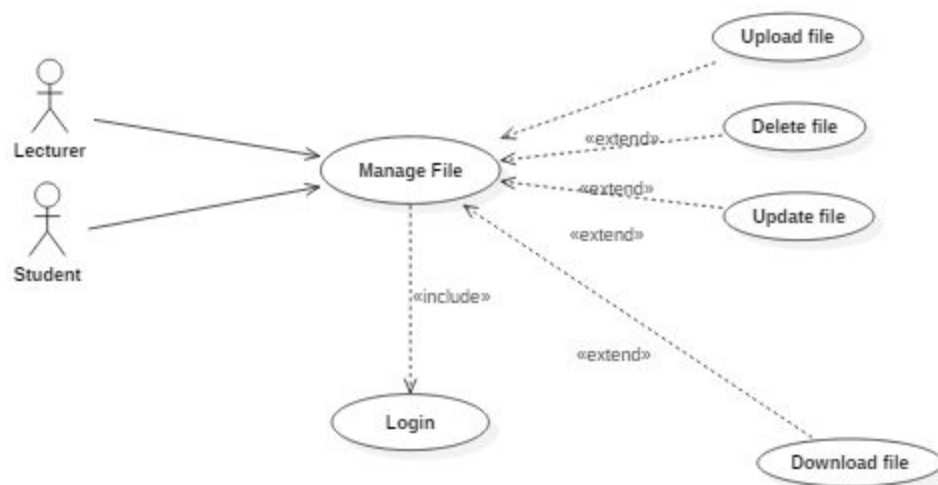 Upload file
Lecturer
«extend»
Delete file
Manage File
«extend»
Update file
Student
«extend»
«include»
«extend»
Login
Download file